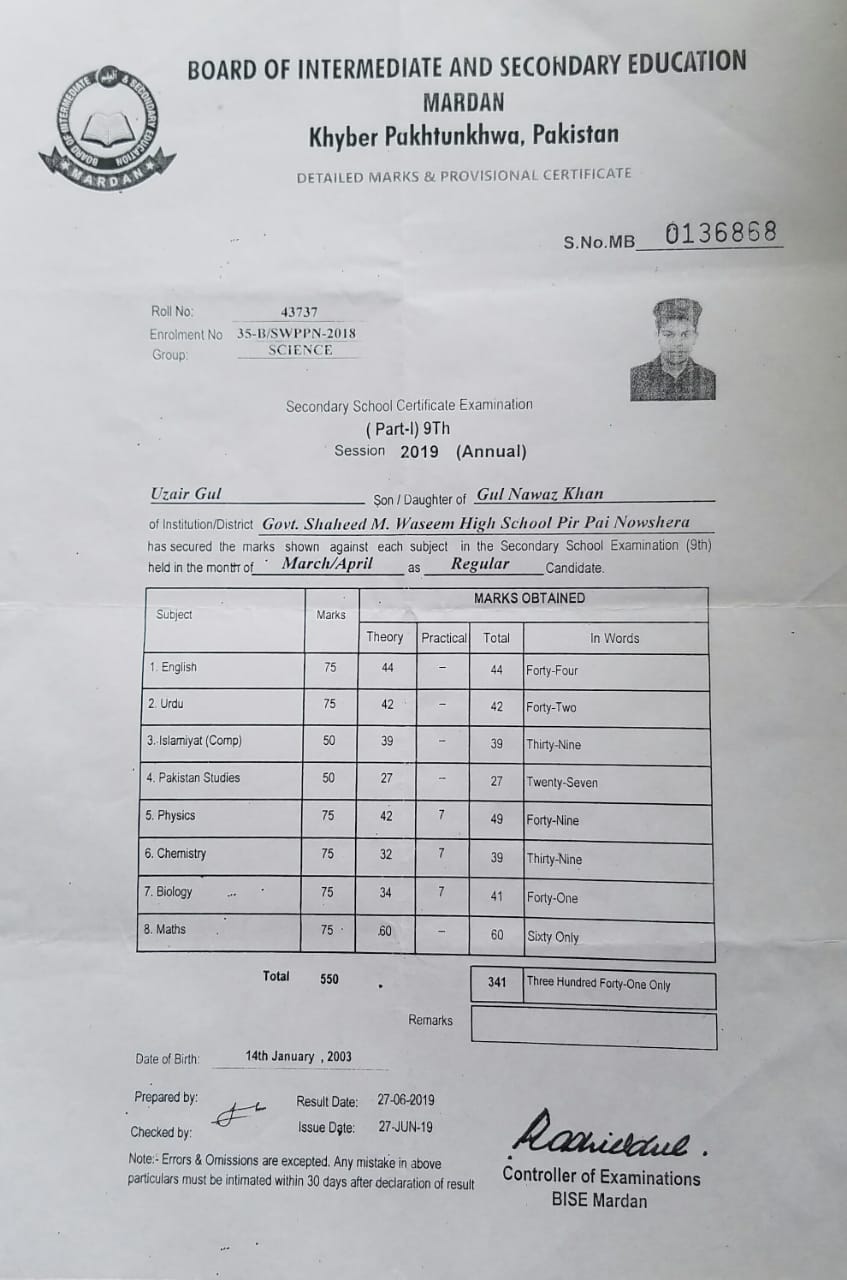 BOARD OF INTERMEDIATE AND SECONDARY EDUCATION
MARDAN
Khyber Pakhtunkhwa, Pakistan
DETAILED MARKS & PROVISIONAL CERTIFICATE
BOARD OF INTERMEDIATE & SECONDARY EDUCATION
MARDAN
S.No.MB 0136868
Roll No: 43737
Enrolment No 35-B/SWPPN-2018
Group: SCIENCE
Secondary School Certificate Examination
( Part-I) 9Th
Session 2019 (Annual)
Uzair Gul Son / Daughter of Gul Nawaz Khan
of Institution/District Govt. Shaheed M. Waseem High School Pir Pai Nowshera
has secured the marks shown against each subject in the Secondary School Examination (9th)
held in the month of March/April as Regular Candidate.
Subject Marks MARKS OBTAINED
Theory Practical Total In Words
1. English 75 44 – 44 Forty-Four
2. Urdu 75 42 – 42 Forty-Two
3. Islamiyat (Comp) 50 39 – 39 Thirty-Nine
4. Pakistan Studies 50 27 – 27 Twenty-Seven
5. Physics 75 42 7 49 Forty-Nine
6. Chemistry 75 32 7 39 Thirty-Nine
7. Biology 75 34 7 41 Forty-One
8. Maths 75 60 – 60 Sixty Only
Total 550 341 Three Hundred Forty-One Only
Remarks
Date of Birth: 14th January , 2003
Prepared by:
Result Date: 27-06-2019
Checked by:
Issue Date: 27-JUN-19
Note:- Errors & Omissions are excepted. Any mistake in above
particulars must be intimated within 30 days after declaration of result
Controller of Examinations
BISE Mardan